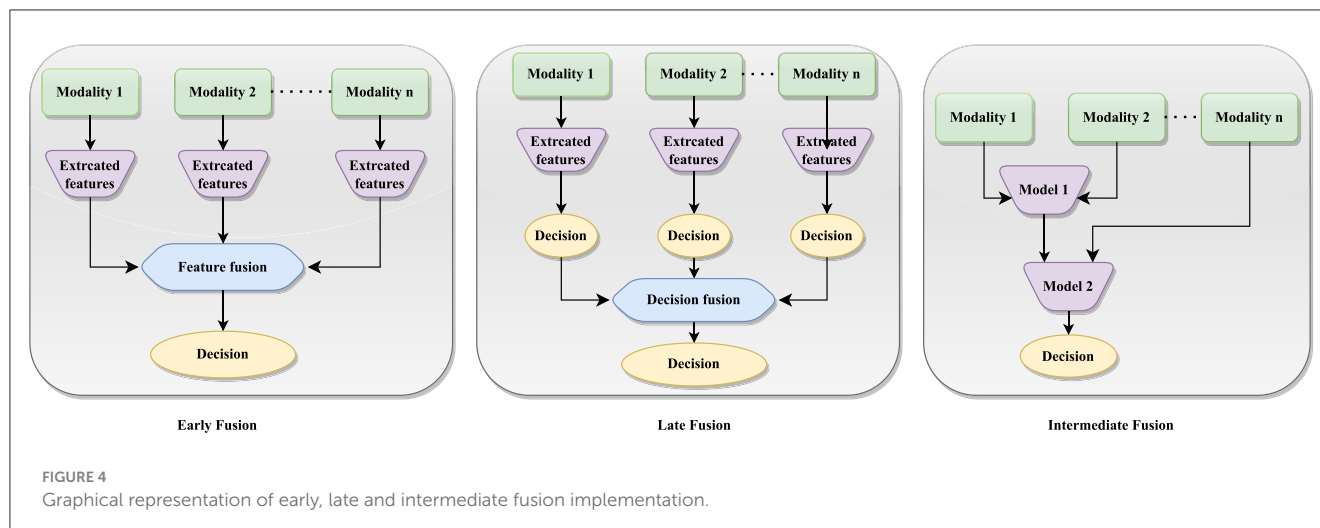 Modality 1
Modality 2
Modality n
Extrcated
features
Extrcated
features
Extrcated
features
Feature fusion
Decision
Early Fusion
Modality 1
Modality 2
Modality n
Extrcated
features
Extrcated
features
Extrcated
features
Decision
Decision
Decision
Decision fusion
Decision
Late Fusion
Modality 1
Modality 2
Modality n
Model 1
Model 2
Decision
Intermediate Fusion
FIGURE 4
Graphical representation of early, late and intermediate fusion implementation.